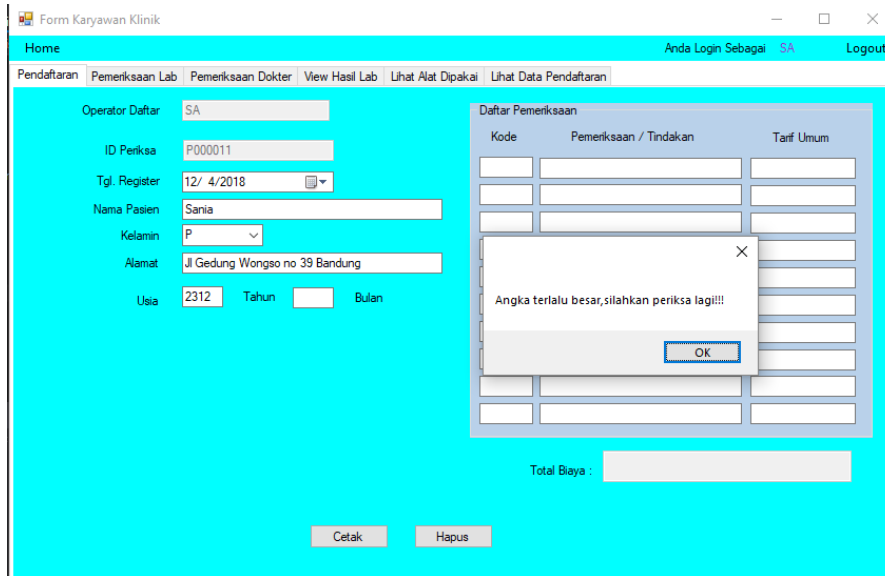 Form Karyawan Klinik
Home Anda Login Sebagai SA Logout
Pendaftaran Pemeriksaan Lab Pemeriksaan Dokter View Hasil Lab Lihat Alat Dipakai Lihat Data Pendaftaran
Operator Daftar SA
ID Periksa P000011
Tgl. Register 12/ 4/2018
Nama Pasien Sania
Kelamin P
Alamat Jl Gedung Wongso no 39 Bandung
Usia 2312 Tahun Bulan
Daftar Pemeriksaan
Kode Pemeriksaan / Tindakan Tarif Umum
Angka terlalu besar,silahkan periksa lagi!!!
OK
Total Biaya :
Cetak Hapus